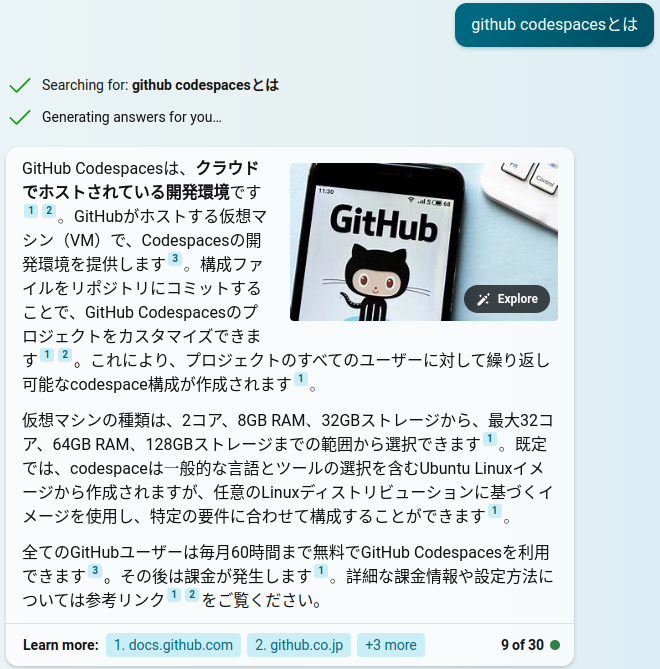 github codespacesとは
Searching for: github codespacesとは
Generating answers for you…
GitHub Codespacesは、クラウド
でホストされている開発環境です
1 2 。GitHubがホストする仮想マ
シン（VM）で、Codespacesの開
発環境を提供します 3 。構成ファ
イルをリポジトリにコミットする
ことで、GitHub Codespacesのプ
ロジェクトをカスタマイズできま
す 1 2 。これにより、プロジェクトのすべてのユーザーに対して繰り返し
可能なcodespace構成が作成されます 1 。
11:30
68
GitHub
Control
Explore
仮想マシンの種類は、2コア、8GB RAM、32GBストレージから、最大32コ
ア、64GB RAM、128GBストレージまでの範囲から選択できます 1 。既定
では、codespaceは一般的な言語とツールの選択を含むUbuntu Linuxイメ
ージから作成されますが、任意のLinuxディストリビューションに基づくイ
メージを使用し、特定の要件に合わせて構成することができます 1 。
全てのGitHubユーザーは毎月60時間まで無料でGitHub Codespacesを利用
できます 3 。その後は課金が発生します 1 。詳細な課金情報や設定方法に
ついては参考リンク 1 2 をご覧ください。
Learn more: 1. docs.github.com 2. github.co.jp +3 more 9 of 30